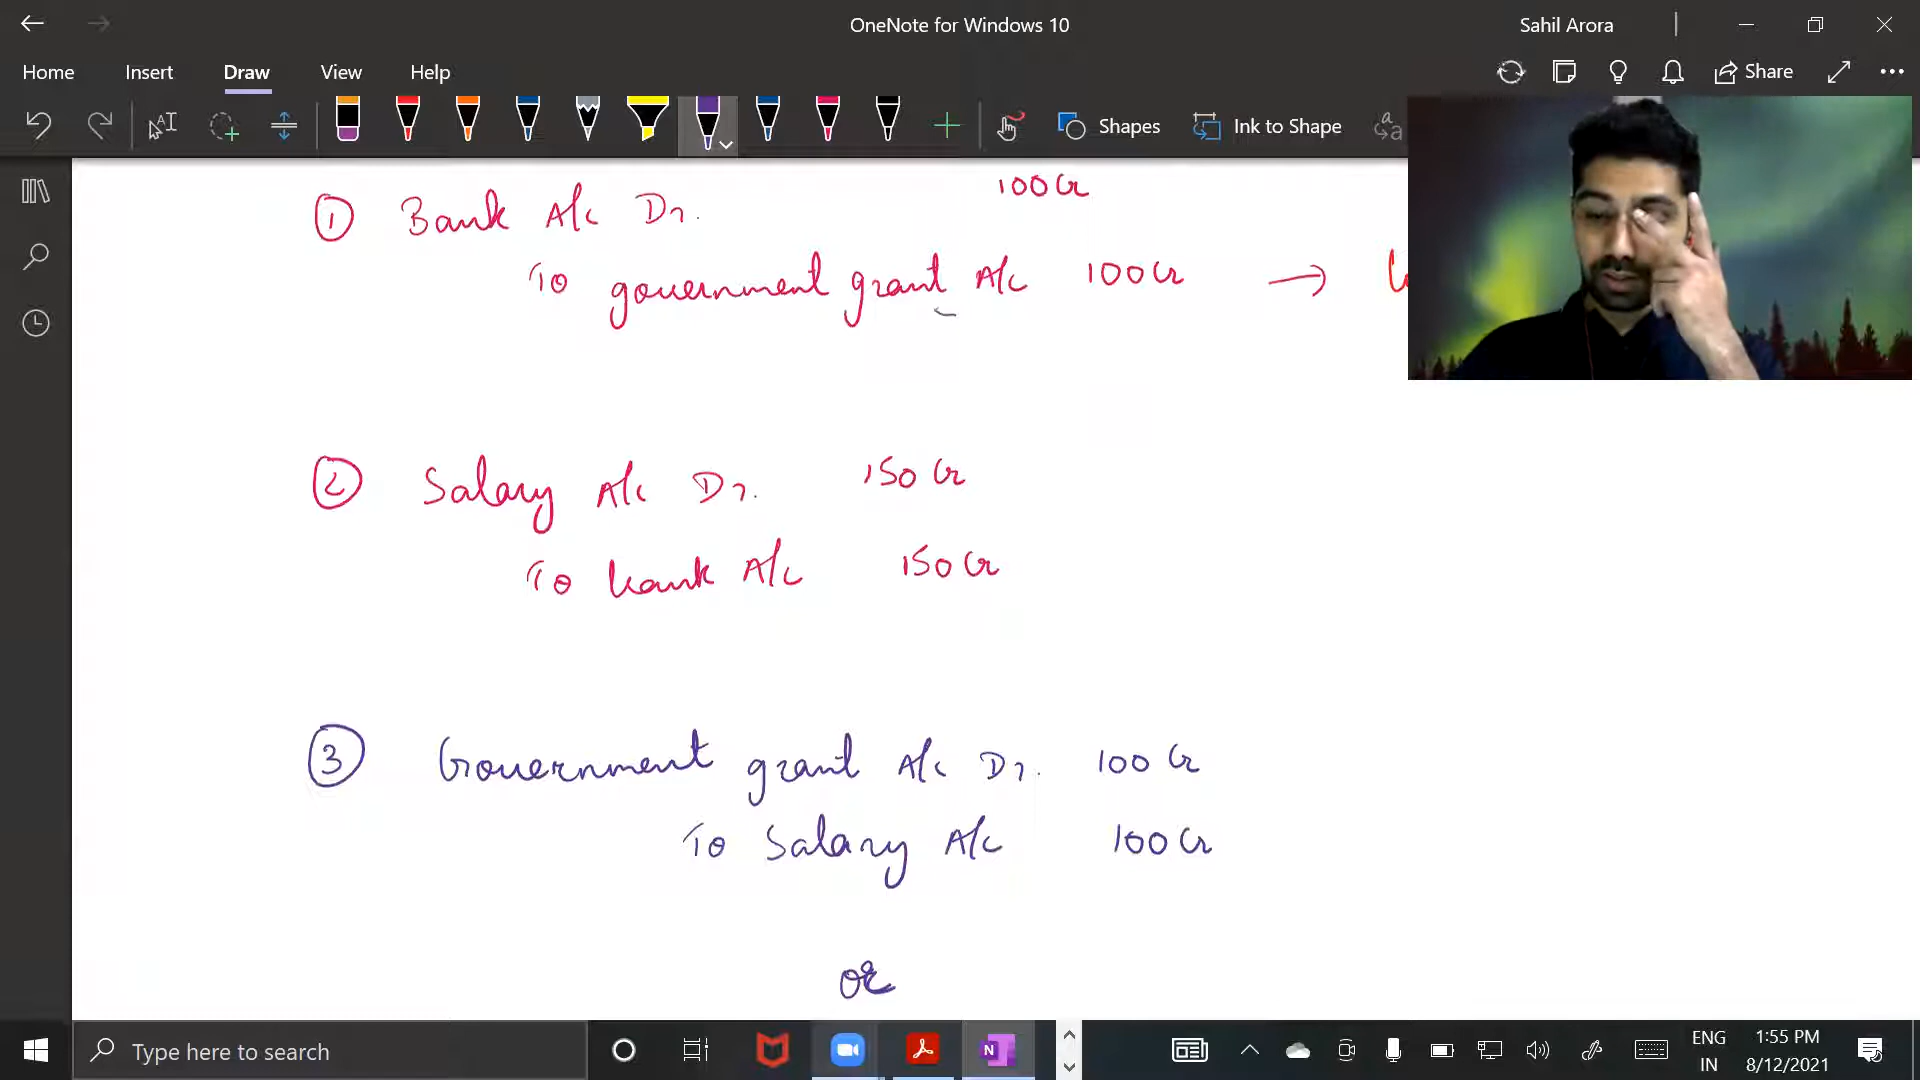 OneNote for Windows 10
Sahil Arora
Home Insert Draw View Help
Share
Shapes
Ink to Shape
① Bank A/c Dr. 100 Cr
To government grant A/c 100 Cr →
② Salary A/c Dr. 150 Cr
To bank A/c 150 Cr
③ Government grant A/c Dr. 100 Cr
To Salary A/c 100 Cr
or
Type here to search
ENG
IN
1:55 PM
8/12/2021